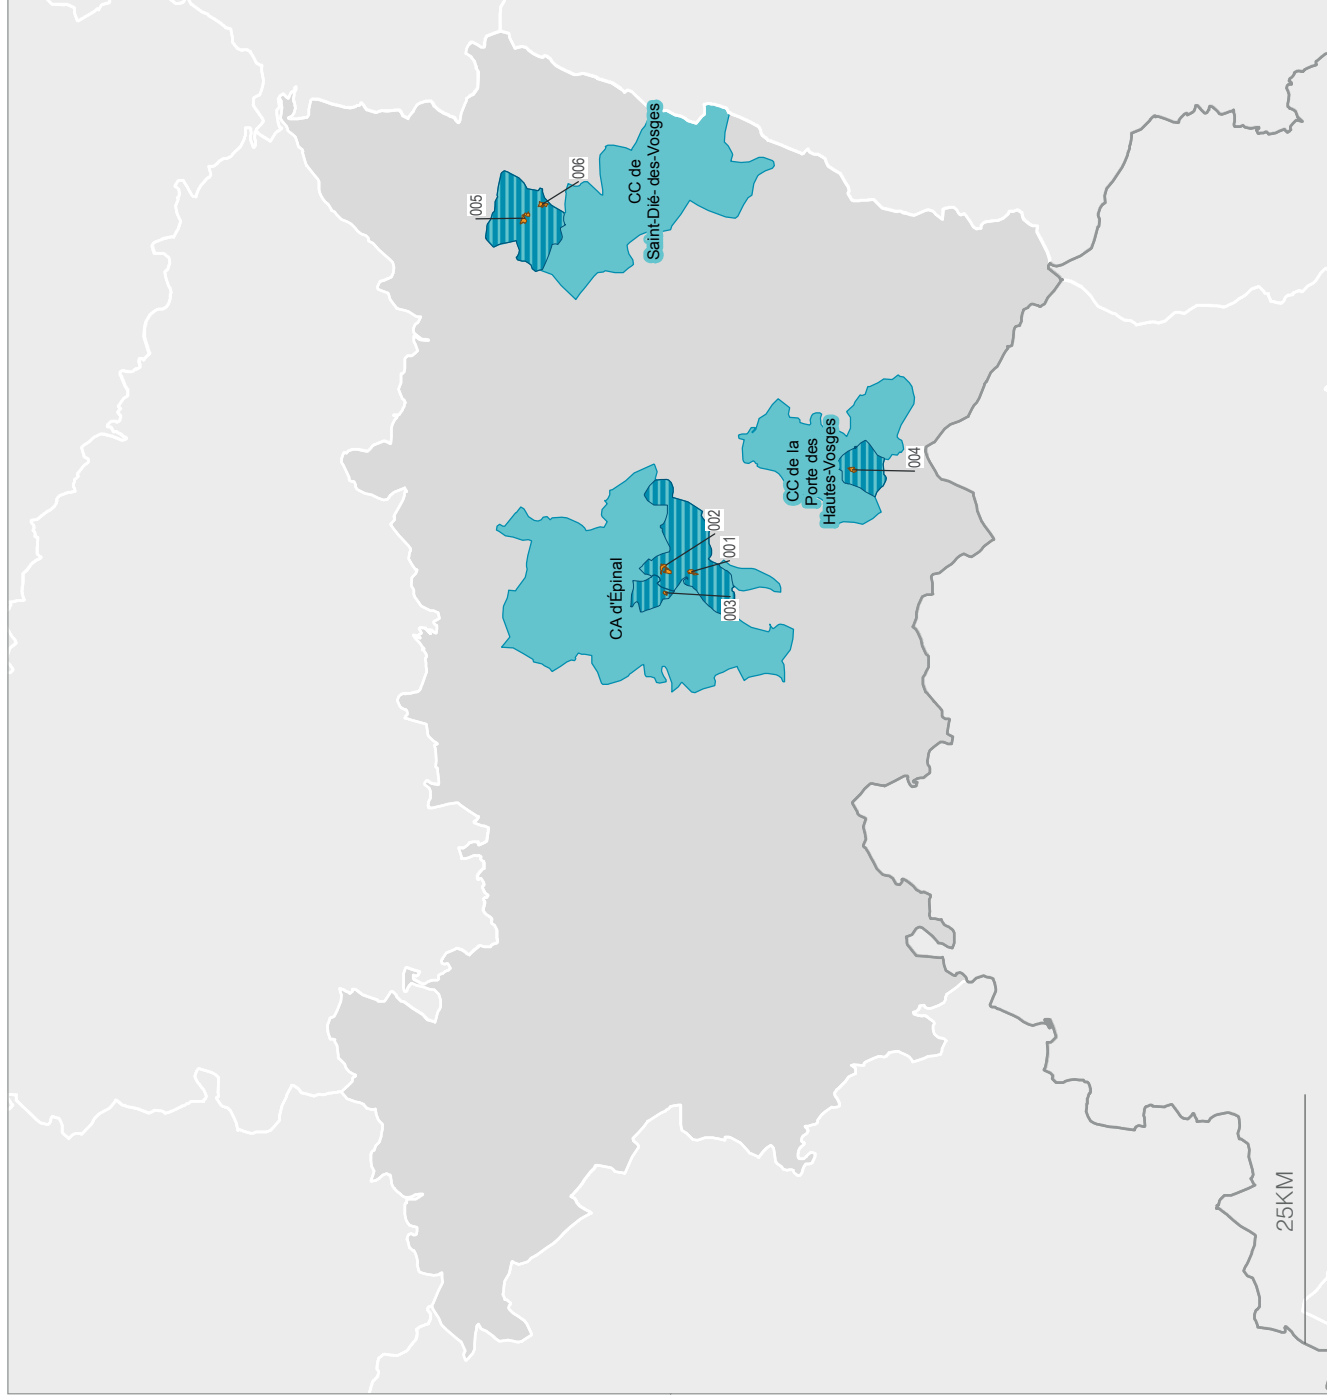 005
006
CC de
Saint-Dié- des-Vosges
CA d'Épinal
002
001
003
CC de la
Porte des
Hautes-Vosges
004
25KM